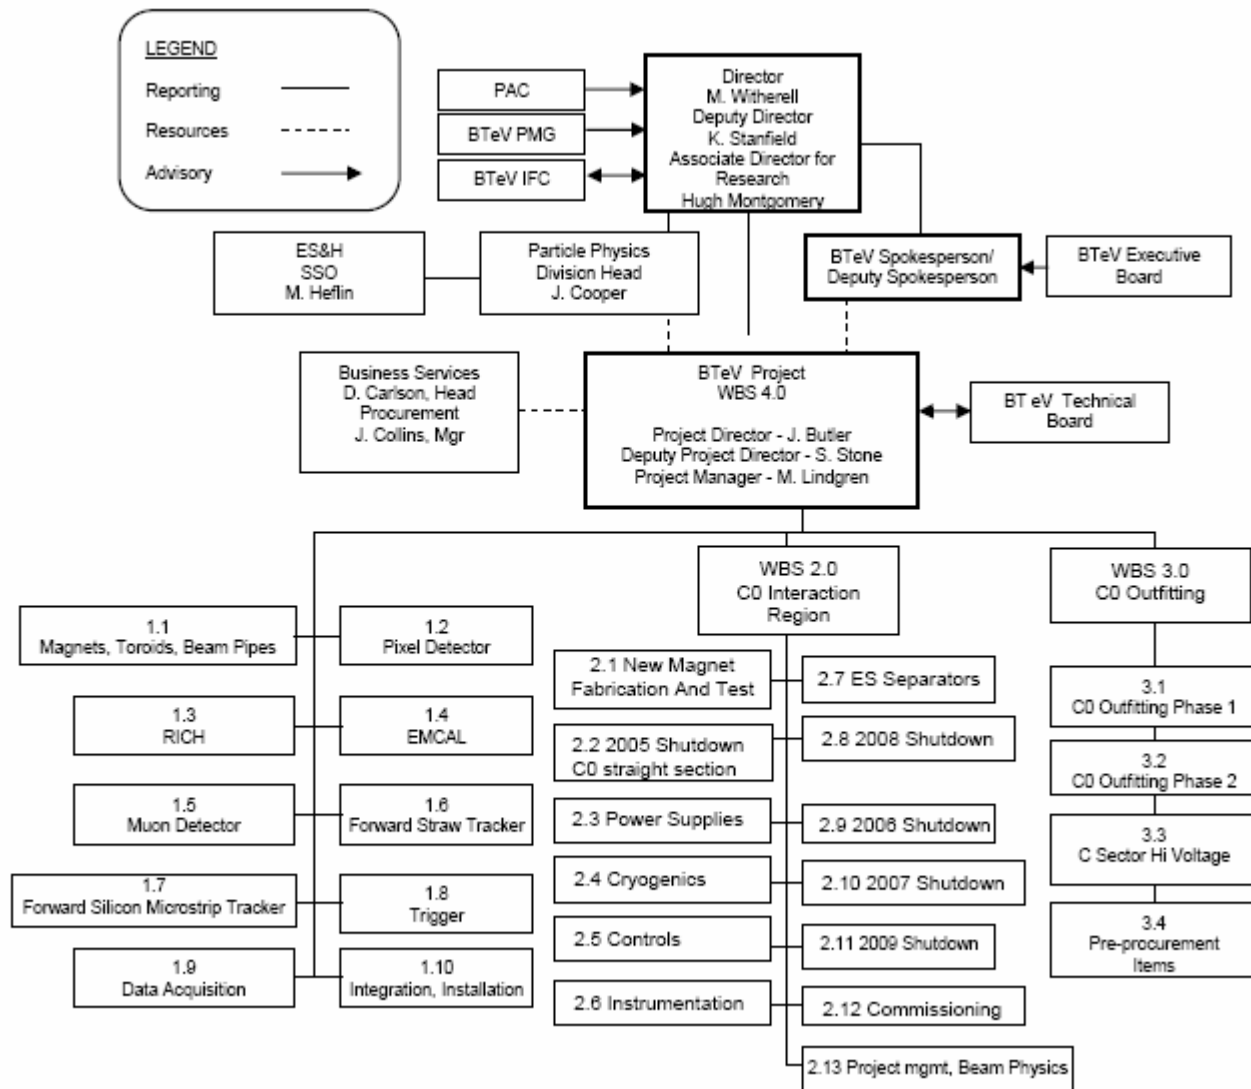 LEGEND
Reporting
Resources
Advisory
PAC
BTeV PMG
BTeV IFC
Director
M. Witherell
Deputy Director
K. Stanfield
Associate Director for
Research
Hugh Montgomery
ES&H
SSO
M. Heflin
Particle Physics
Division Head
J. Cooper
BTeV Spokesperson/
Deputy Spokesperson
BTeV Executive
Board
Business Services
D. Carlson, Head
Procurement
J. Collins, Mgr
BTeV Project
WBS 4.0
Project Director - J. Butler
Deputy Project Director - S. Stone
Project Manager - M. Lindgren
BT eV Technical
Board
WBS 2.0
C0 Interaction
Region
WBS 3.0
C0 Outfitting
1.1
Magnets, Toroids, Beam Pipes
1.2
Pixel Detector
1.3
RICH
1.4
EMCAL
1.5
Muon Detector
1.6
Forward Straw Tracker
1.7
Forward Silicon Microstrip Tracker
1.8
Trigger
1.9
Data Acquisition
1.10
Integration, Installation
2.1 New Magnet
Fabrication And Test
2.7 ES Separators
2.2 2005 Shutdown
C0 straight section
2.8 2008 Shutdown
2.3 Power Supplies
2.9 2006 Shutdown
2.4 Cryogenics
2.10 2007 Shutdown
2.5 Controls
2.11 2009 Shutdown
2.6 Instrumentation
2.12 Commissioning
2.13 Project mgmt, Beam Physics
3.1
C0 Outfitting Phase 1
3.2
C0 Outfitting Phase 2
3.3
C Sector Hi Voltage
3.4
Pre-procurement
Items